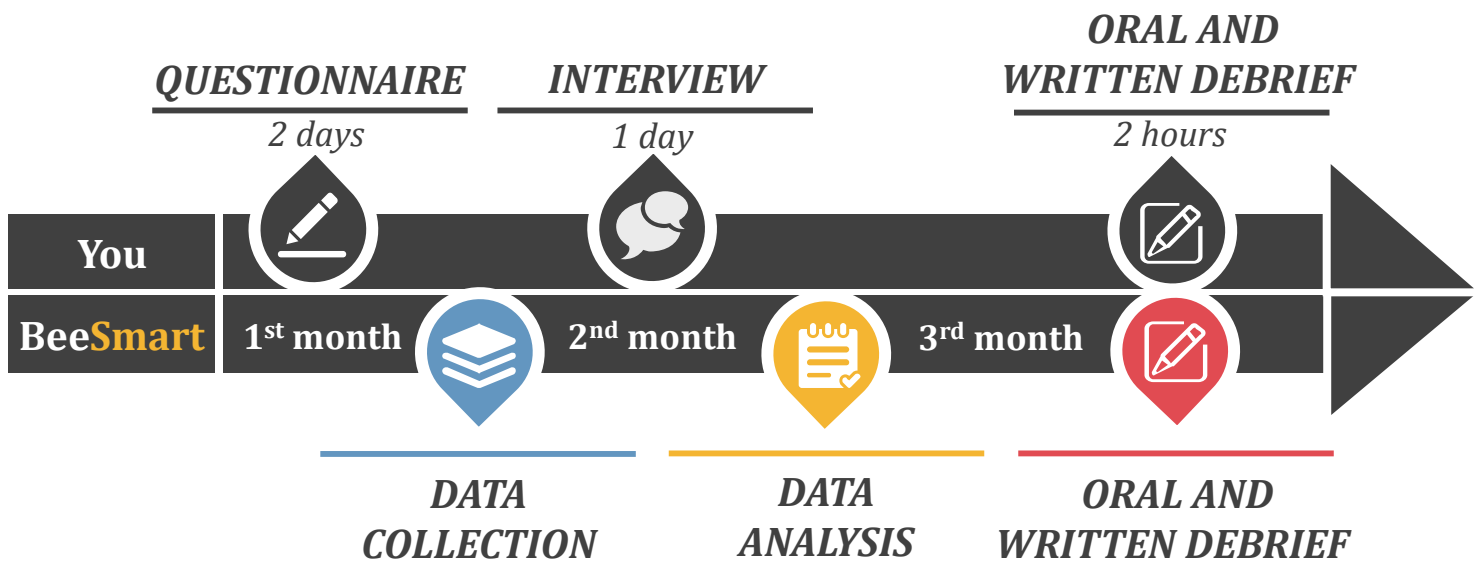 QUESTIONNAIRE
2 days
INTERVIEW
1 day
ORAL AND
WRITTEN DEBRIEF
2 hours
You
BeeSmart
1st month
2nd month
3rd month
DATA
COLLECTION
DATA
ANALYSIS
ORAL AND
WRITTEN DEBRIEF